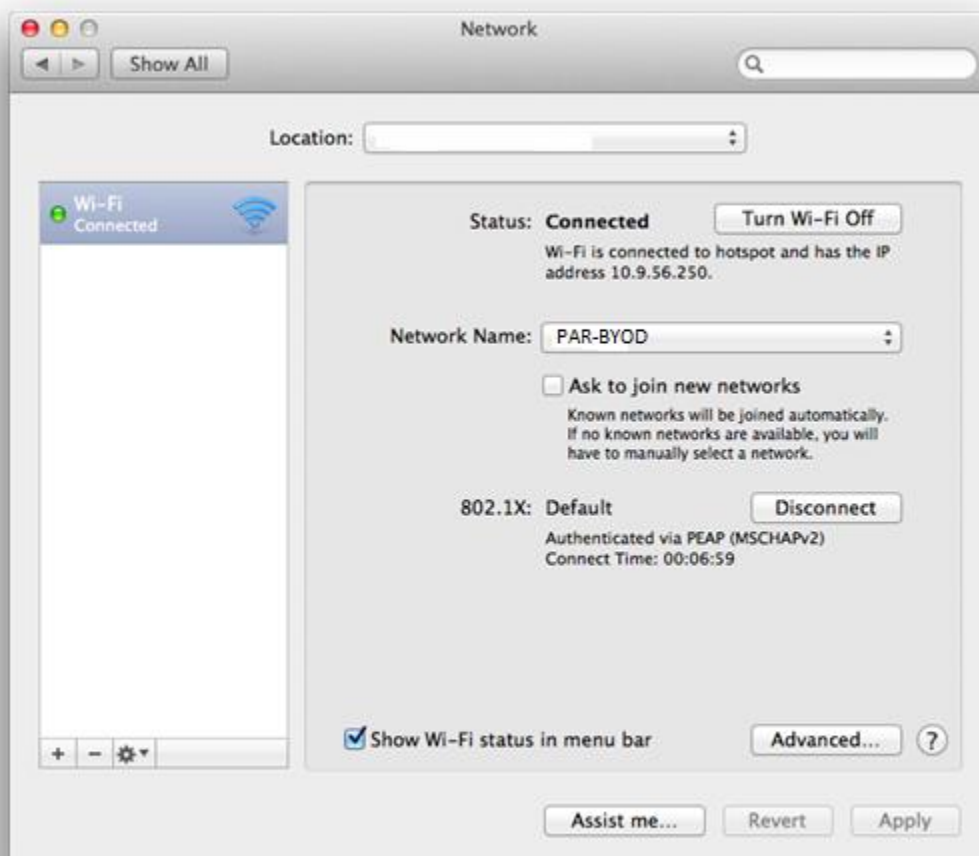 Network
Show All
Location:
Wi-Fi
Connected
Status: Connected Turn Wi-Fi Off
Wi-Fi is connected to hotspot and has the IP
address 10.9.56.250.
Network Name: PAR-BYOD
Ask to join new networks
Known networks will be joined automatically.
If no known networks are available, you will
have to manually select a network.
802.1X: Default Disconnect
Authenticated via PEAP (MSCHAPv2)
Connect Time: 00:06:59
Show Wi-Fi status in menu bar Advanced... ?
Assist me... Revert Apply